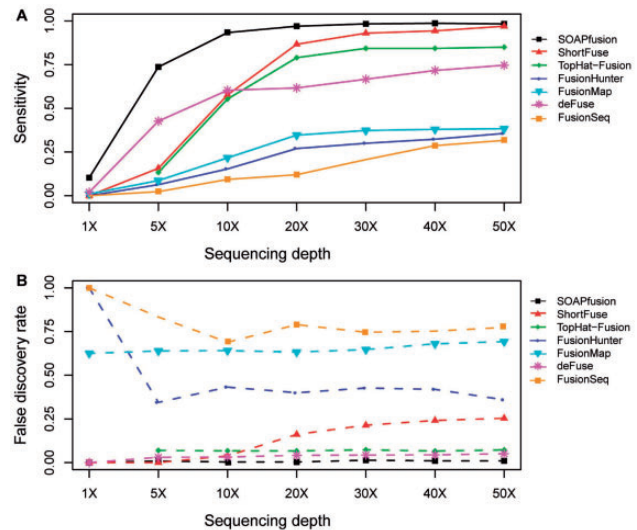 A
Sensitivity
1.00
0.75
0.50
0.25
0.00
1X 5X 10X 20X 30X 40X 50X
Sequencing depth
SOAPfusion
ShortFuse
TopHat-Fusion
FusionHunter
FusionMap
deFuse
FusionSeq
B
False discovery rate
1.00
0.75
0.50
0.25
0.00
1X 5X 10X 20X 30X 40X 50X
Sequencing depth
SOAPfusion
ShortFuse
TopHat-Fusion
FusionHunter
FusionMap
deFuse
FusionSeq